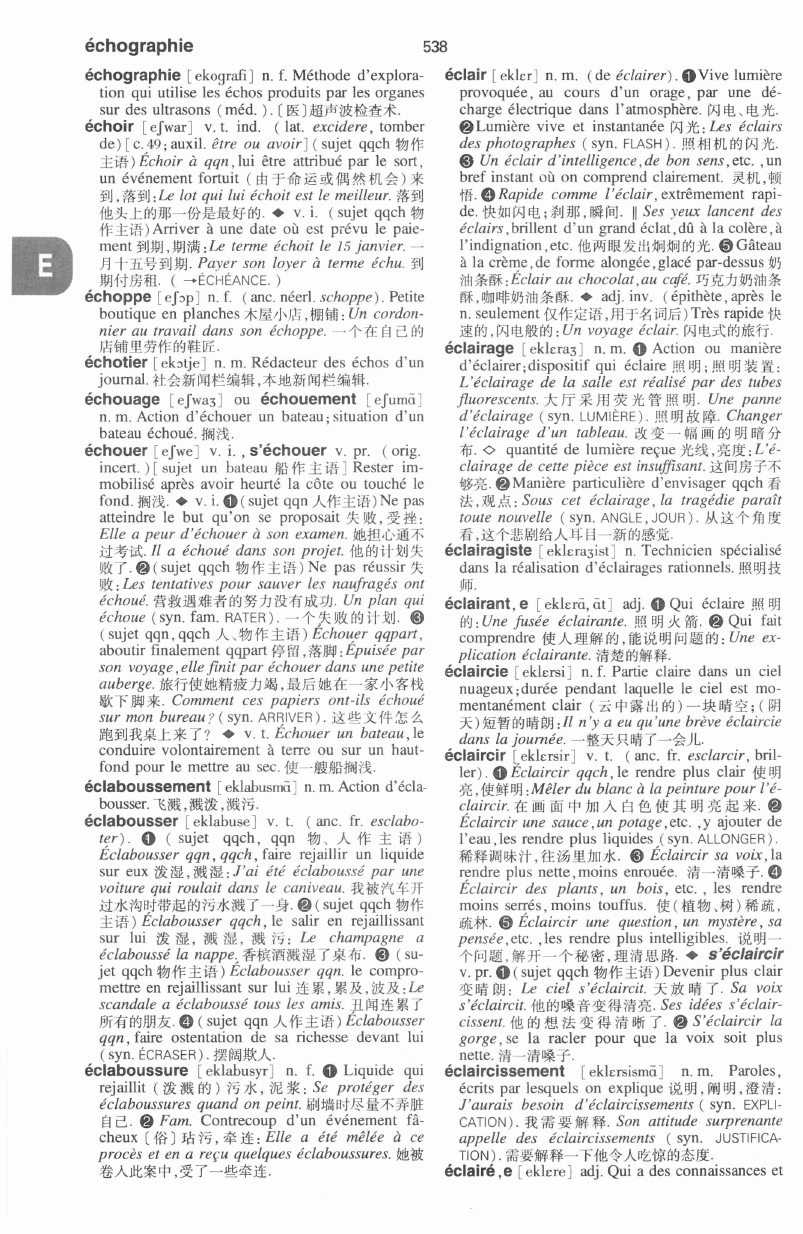 échographie
538
échographie [ekografi] n. f. Méthode d'explora-
tion qui utilise les échos produits par les organes
sur des ultrasons (méd.).〔医〕超声波检查术.
échoir [eʃwar] v. t. ind. (lat. excidere, tomber
de)[c. 49; auxil. être ou avoir](sujet qqch 物作
主语)Échoir à qqn, lui être attribué par le sort,
un événement fortuit (由于命运或偶然机会)来
到,落到:Le lot qui lui échoit est le meilleur. 落到
他头上的那一份是最好的. ◆ v. i. (sujet qqch 物
作主语)Arriver à une date où est prévu le paie-
ment 到期,期满:Le terme échoit le 15 janvier. 一
月十五号到期. Payer son loyer à terme échu. 到
期付房租. ( →ÉCHÉANCE. )
échoppe [eʃɔp] n. f. (anc. néerl. schoppe). Petite
boutique en planches 木屋小店,棚铺:Un cordon-
nier au travail dans son échoppe. 一个在自己的
店铺里劳作的鞋匠.
échotier [ekɔtje] n. m. Rédacteur des échos d'un
journal. 社会新闻栏编辑,本地新闻栏编辑.
échouage [eʃwaʒ] ou échouement [eʃumɑ̃]
n. m. Action d'échouer un bateau; situation d'un
bateau échoué. 搁浅.
échouer [eʃwe] v. i. , s'échouer v. pr. (orig.
incert. )[sujet un bateau 船作主语] Rester im-
mobilisé après avoir heurté la côte ou touché le
fond. 搁浅. ◆ v. i. ❶(sujet qqn 人作主语)Ne pas
atteindre le but qu'on se proposait 失败,受挫:
Elle a peur d'échouer à son examen. 她担心通不
过考试. Il a échoué dans son projet. 他的计划失
败了. ❷(sujet qqch 物作主语) Ne pas réussir 失
败:Les tentatives pour sauver les naufragés ont
échoué. 营救遇难者的努力没有成功. Un plan qui
échoue (syn. fam. RATER). 一个失败的计划. ❸
(sujet qqn, qqch 人、物作主语) Échouer qqpart,
aboutir finalement qqpart 停留,落脚:Épuisée par
son voyage, elle finit par échouer dans une petite
auberge. 旅行使她精疲力竭,最后她在一家小客栈
歇下脚来. Comment ces papiers ont-ils échoué
sur mon bureau? (syn. ARRIVER). 这些文件怎么
跑到我桌上来了? ◆ v. t. Échouer un bateau, le
conduire volontairement à terre ou sur un haut-
fond pour le mettre au sec. 使一艘船搁浅.
éclaboussement [eklabusmɑ̃] n. m. Action d'écla-
bousser. 飞溅,溅泼,溅污.
éclabousser [eklabuse] v. t. (anc. fr. esclabo-
ter). ❶ (sujet qqch, qqn 物、人作主语)
Éclabousser qqn, qqch, faire rejaillir un liquide
sur eux 泼湿,溅湿:J'ai été éclaboussé par une
voiture qui roulait dans le caniveau. 我被汽车开
过水沟时带起的污水溅了一身. ❷(sujet qqch 物作
主语) Éclabousser qqch, le salir en rejaillissant
sur lui 泼湿, 溅湿, 溅污: Le champagne a
éclaboussé la nappe. 香槟酒溅湿了桌布. ❸ (su-
jet qqch 物作主语) Éclabousser qqn. le compro-
mettre en rejaillissant sur lui 连累,累及,波及:Le
scandale a éclaboussé tous les amis. 丑闻连累了
所有的朋友. ❹(sujet qqn 人作主语)Éclabousser
qqn, faire ostentation de sa richesse devant lui
(syn. ÉCRASER). 摆阔欺人.
éclaboussure [eklabusyr] n. f. ❶ Liquide qui
rejaillit (泼溅的)污水,泥浆: Se protéger des
éclaboussures quand on peint. 刷墙时尽量不弄脏
自己. ❷ Fam. Contrecoup d'un événement fâ-
cheux〔俗〕玷污,牵连:Elle a été mêlée à ce
procès et en a reçu quelques éclaboussures. 她被
卷入此案中,受了一些牵连.
E
éclair [eklɛr] n. m. (de éclairer). ❶Vive lumière
provoquée, au cours d'un orage, par une dé-
charge électrique dans l'atmosphère. 闪电、电光.
❷Lumière vive et instantanée 闪光:Les éclairs
des photographes (syn. FLASH). 照相机的闪光.
❸ Un éclair d'intelligence, de bon sens, etc. , un
bref instant où on comprend clairement. 灵机,顿
悟. ❹Rapide comme l'éclair, extrêmement rapi-
de. 快如闪电;刹那,瞬间. ‖ Ses yeux lancent des
éclairs, brillent d'un grand éclat, dû à la colère, à
l'indignation, etc. 他两眼发出炯炯的光. ❺Gâteau
à la crème, de forme alongée, glacé par-dessus 奶
油条酥:Éclair au chocolat, au café. 巧克力奶油条
酥,咖啡奶油条酥. ◆ adj. inv. (épithète, après le
n. seulement 仅作定语,用于名词后)Très rapide 快
速的,闪电般的:Un voyage éclair. 闪电式的旅行.
éclairage [eklɛraʒ] n. m. ❶ Action ou manière
d'éclairer; dispositif qui éclaire 照明;照明装置:
L'éclairage de la salle est réalisé par des tubes
fluorescents. 大厅采用荧光管照明. Une panne
d'éclairage (syn. LUMIÈRE). 照明故障. Changer
l'éclairage d'un tableau. 改变一幅画的明暗分
布. ◇ quantité de lumière reçue 光线,亮度:L'é-
clairage de cette pièce est insuffisant. 这间房子不
够亮. ❷Manière particulière d'envisager qqch 看
法,观点: Sous cet éclairage, la tragédie paraît
toute nouvelle (syn. ANGLE, JOUR). 从这个角度
看,这个悲剧给人耳目一新的感觉.
éclairagiste [eklɛraʒist] n. Technicien spécialisé
dans la réalisation d'éclairages rationnels. 照明技
师.
éclairant, e [eklɛrɑ̃, ɑ̃t] adj. ❶ Qui éclaire 照明
的:Une fusée éclairante. 照明火箭. ❷ Qui fait
comprendre 使人理解的,能说明问题的: Une ex-
plication éclairante. 清楚的解释.
éclaircie [eklɛrsi] n. f. Partie claire dans un ciel
nuageux; durée pendant laquelle le ciel est mo-
mentanément clair (云中露出的)一块晴空;(阴
天)短暂的晴朗:Il n'y a eu qu'une brève éclaircie
dans la journée. 一整天只晴了一会儿.
éclaircir [eklɛrsir] v. t. (anc. fr. esclarcir, bril-
ler). ❶Éclaircir qqch, le rendre plus clair 使明
亮,使鲜明:Mêler du blanc à la peinture pour l'é-
claircir. 在画面中加入白色使其明亮起来. ❷
Éclaircir une sauce, un potage, etc. , y ajouter de
l'eau, les rendre plus liquides (syn. ALLONGER).
稀释调味汁,往汤里加水. ❸ Éclaircir sa voix, la
rendre plus nette, moins enrouée. 清一清嗓子. ❹
Éclaircir des plants, un bois, etc. , les rendre
moins serrés, moins touffus. 使(植物、树)稀疏,
疏林. ❺ Éclaircir une question, un mystère, sa
pensée, etc. , les rendre plus intelligibles. 说明一
个问题,解开一个秘密,理清思路. ◆ s'éclaircir
v. pr. ❶(sujet qqch 物作主语) Devenir plus clair
变晴朗: Le ciel s'éclaircit. 天放晴了. Sa voix
s'éclaircit. 他的嗓音变得清亮. Ses idées s'éclair-
cissent. 他的想法变得清晰了. ❷ S'éclaircir la
gorge, se la racler pour que la voix soit plus
nette. 清一清嗓子.
éclaircissement [eklɛrsismɑ̃] n. m. Paroles,
écrits par lesquels on explique 说明,阐明,澄清:
J'aurais besoin d'éclaircissements (syn. EXPLI-
CATION). 我需要解释. Son attitude surprenante
appelle des éclaircissements (syn. JUSTIFICA-
TION). 需要解释一下他令人吃惊的态度.
éclairé, e [eklɛre] adj. Qui a des connaissances et